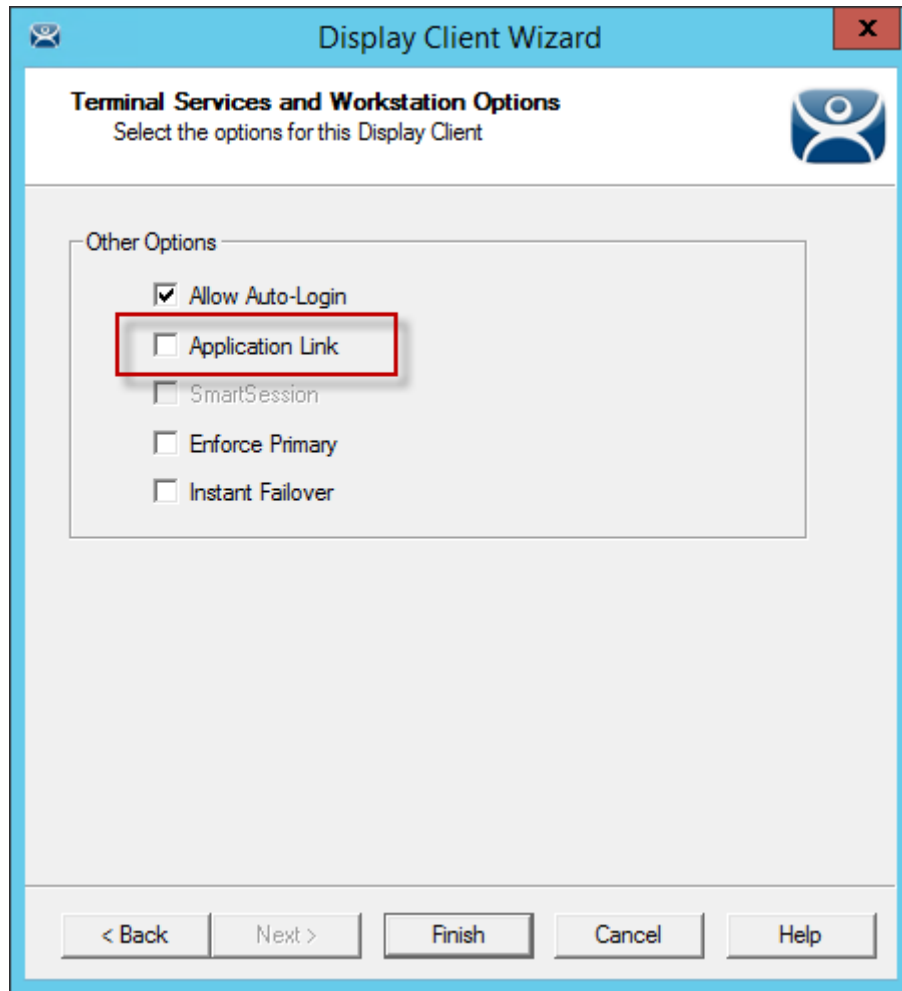 Display Client Wizard
x
Terminal Services and Workstation Options
Select the options for this Display Client
Other Options
Allow Auto-Login
Application Link
SmartSession
Enforce Primary
Instant Failover
< Back Next > Finish Cancel Help